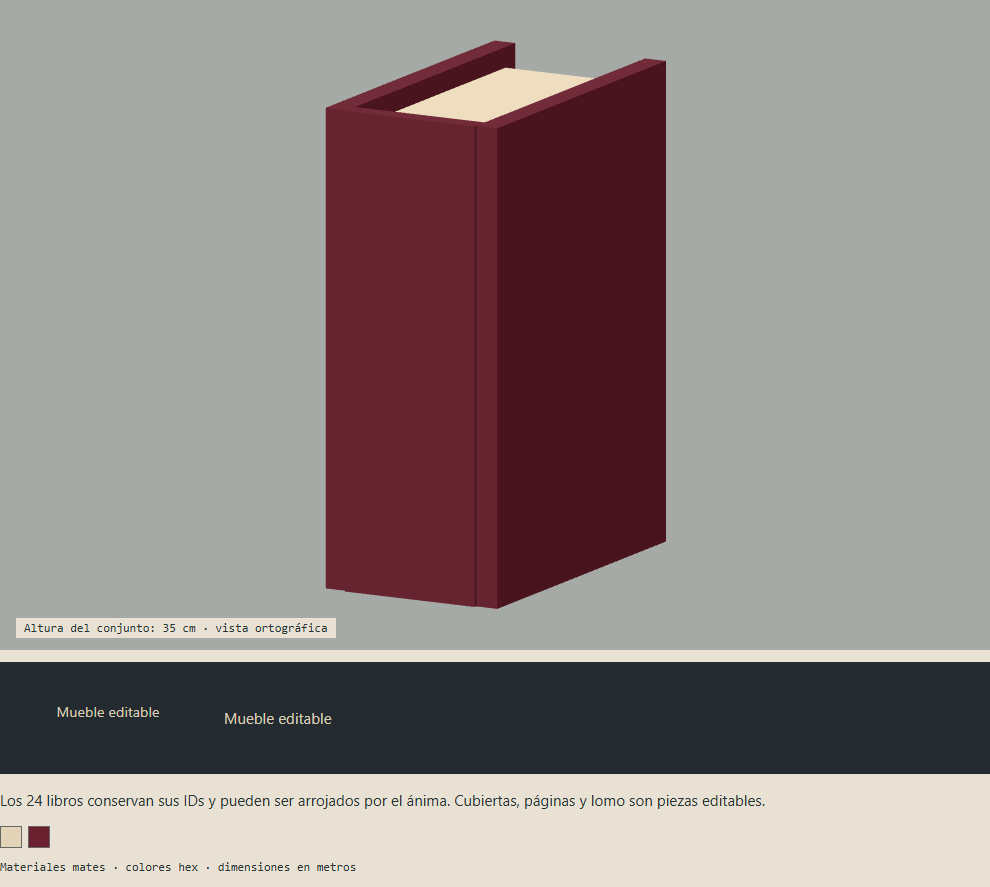 Altura del conjunto: 35 cm · vista ortográfica
Mueble editable
Mueble editable
Los 24 libros conservan sus IDs y pueden ser arrojados por el ánima. Cubiertas, páginas y lomo son piezas editables.
Materiales mates · colores hex · dimensiones en metros